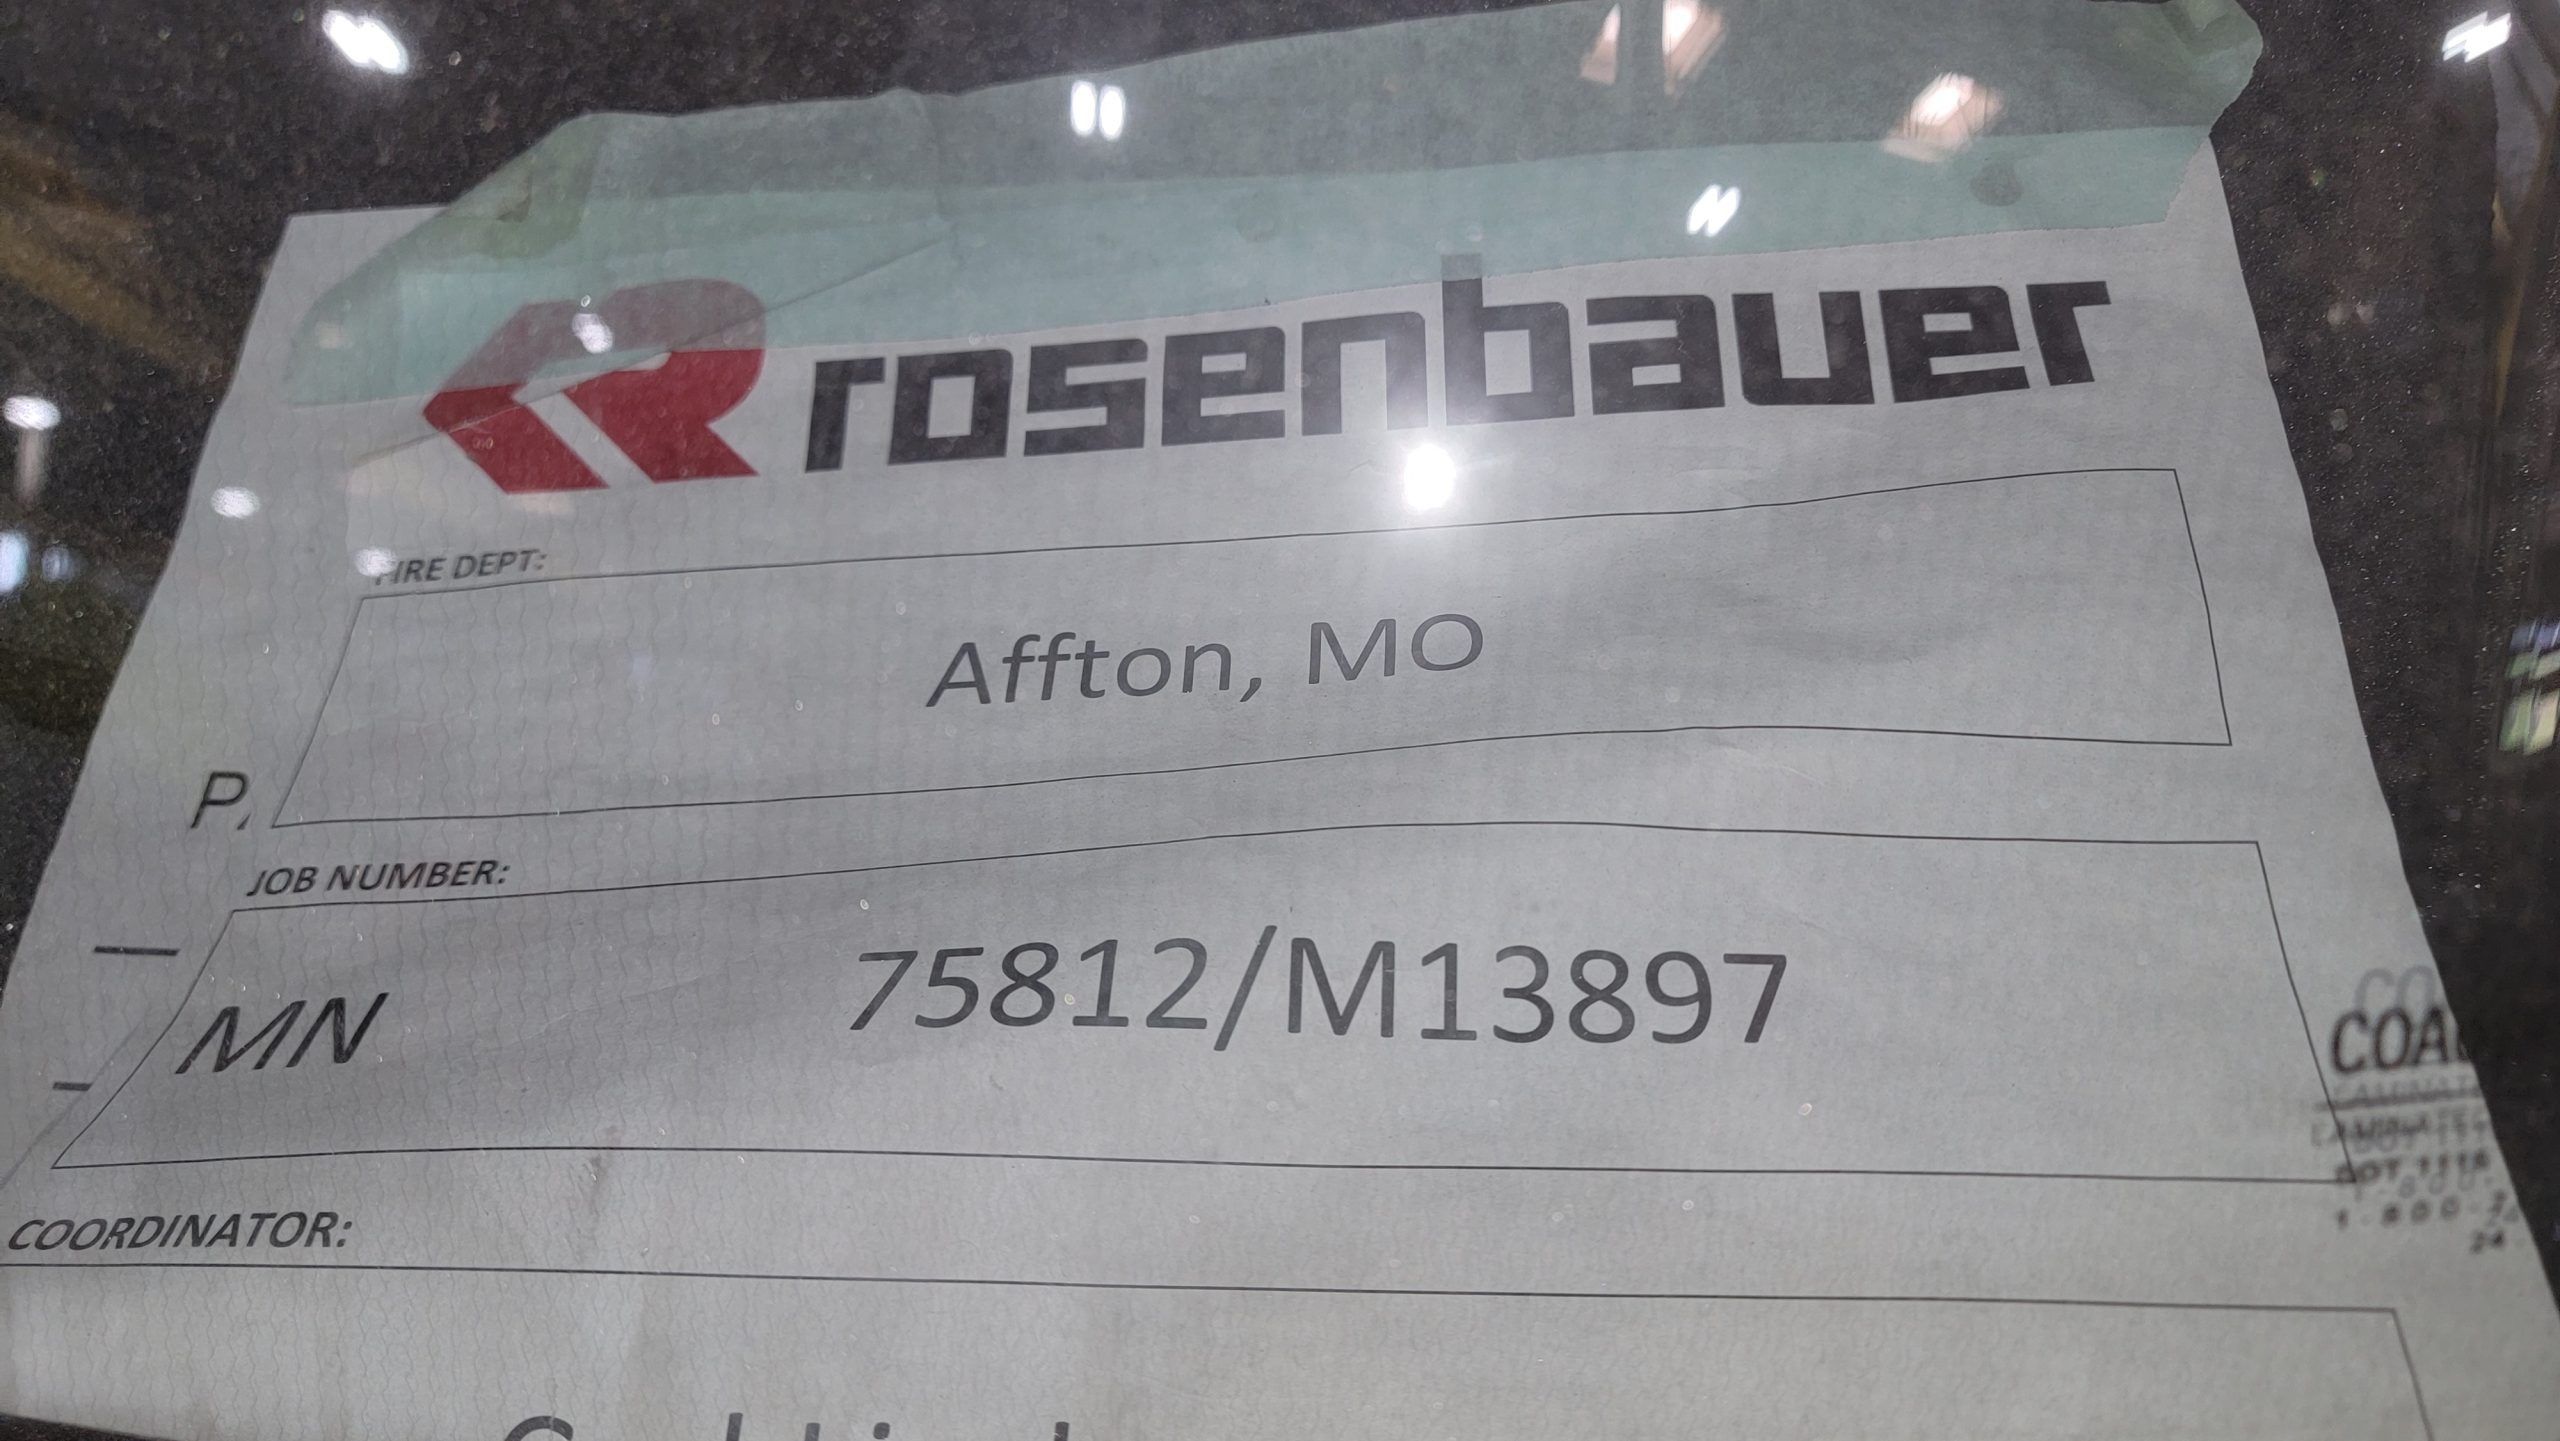 rosenbauer
FIRE DEPT:
Affton, MO
P.
JOB NUMBER:
MN 75812/M13897
COORDINATOR: